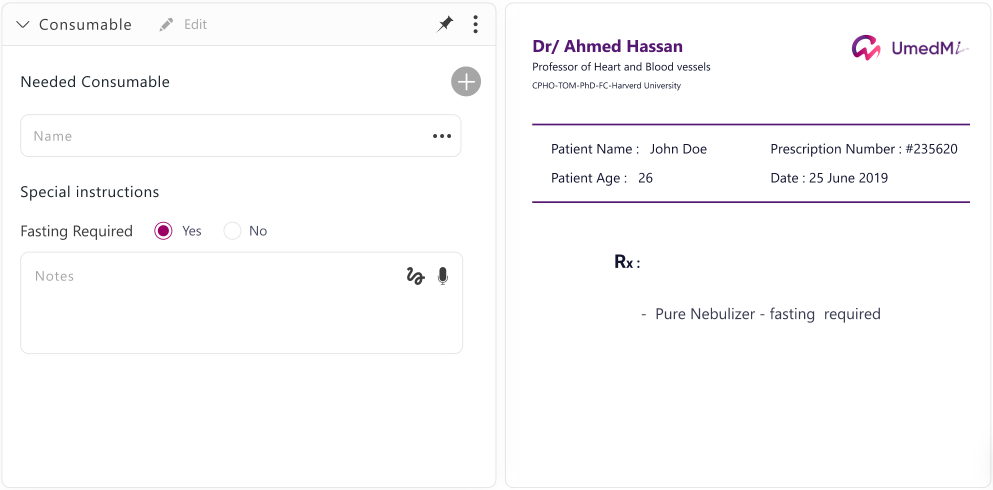 Consumable
Edit
Needed Consumable
Name
Special instructions
Fasting Required
Yes
No
Notes
Dr/ Ahmed Hassan
Professor of Heart and Blood vessels
CPHO-TOM-PhD-FC-Harverd University
UmedMi
Patient Name : John Doe
Prescription Number : #235620
Patient Age : 26
Date : 25 June 2019
Rx :
- Pure Nebulizer - fasting required